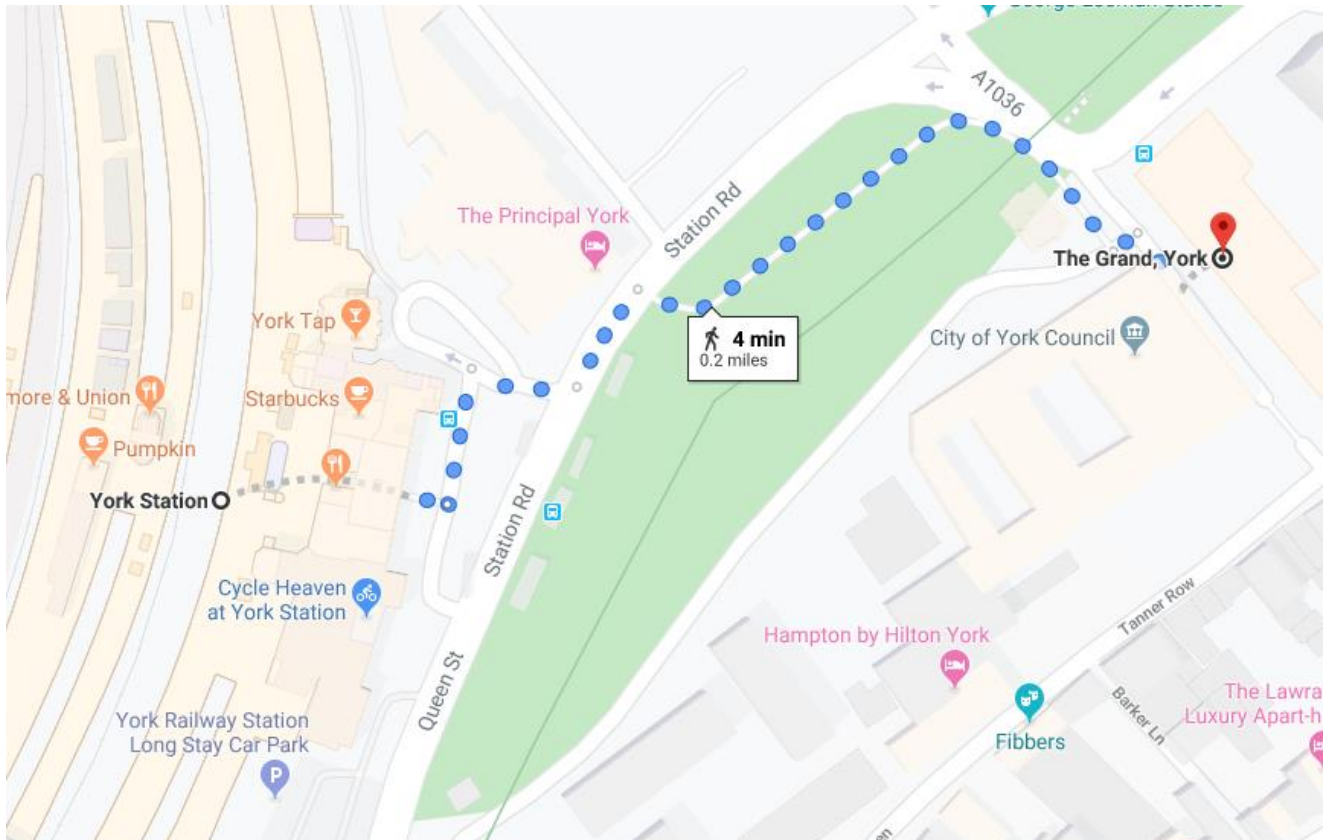 A1036
The Principal York
Station Rd
The Grand, York
York Tap
4 min
0.2 miles
City of York Council
more & Union
Starbucks
Pumpkin
York Station
Station Rd
Cycle Heaven
at York Station
Tanner Row
Hampton by Hilton York
Queen St
Barker Ln
The Lawra
Luxury Apart-h
York Railway Station
Long Stay Car Park
Fibbers
P
en